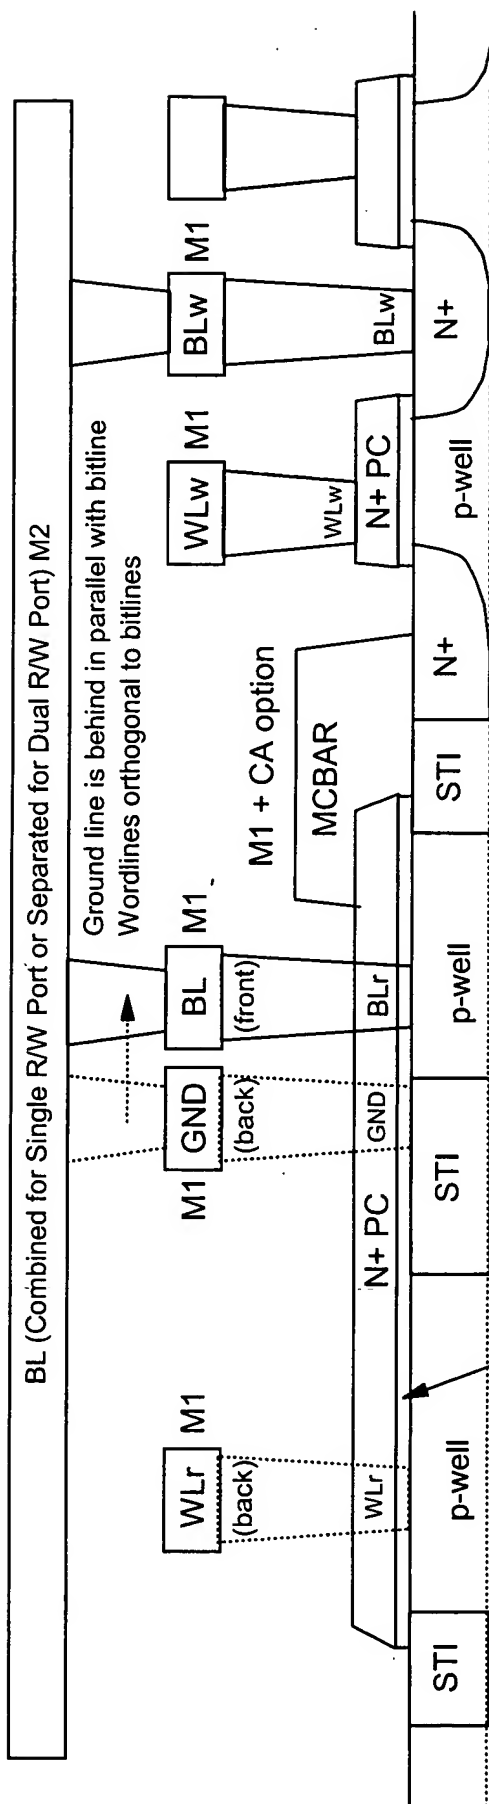 BL (Combined for Single R/W Port or Separated for Dual R/W Port) M2
Ground line is behind in parallel with bitline
Wordlines orthogonal to bitlines
WLr
M1
(back)
M1
GND
(back)
BL
M1
(front)
M1 + CA option
MCBAR
WLw
M1
BLw
M1
WLr
N+ PC
GND
BLr
WLw
N+ PC
BLw
STI
p-well
STI
p-well
STI
N+
p-well
N+